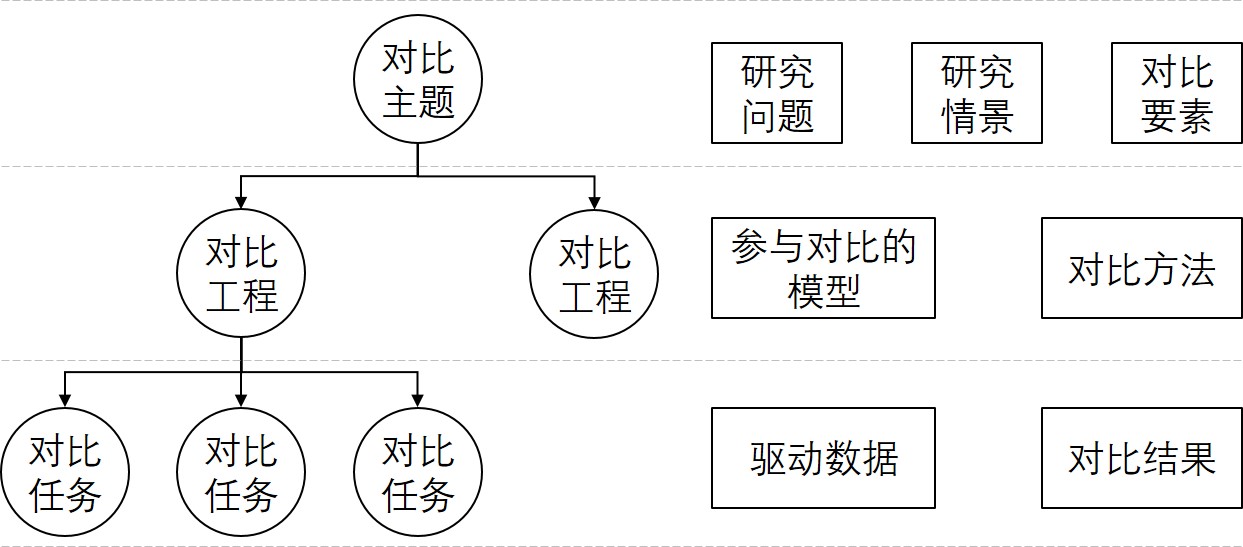 对比
主题
研究
问题
研究
情景
对比
要素
对比
工程
对比
工程
参与对比的
模型
对比方法
对比
任务
对比
任务
对比
任务
驱动数据
对比结果